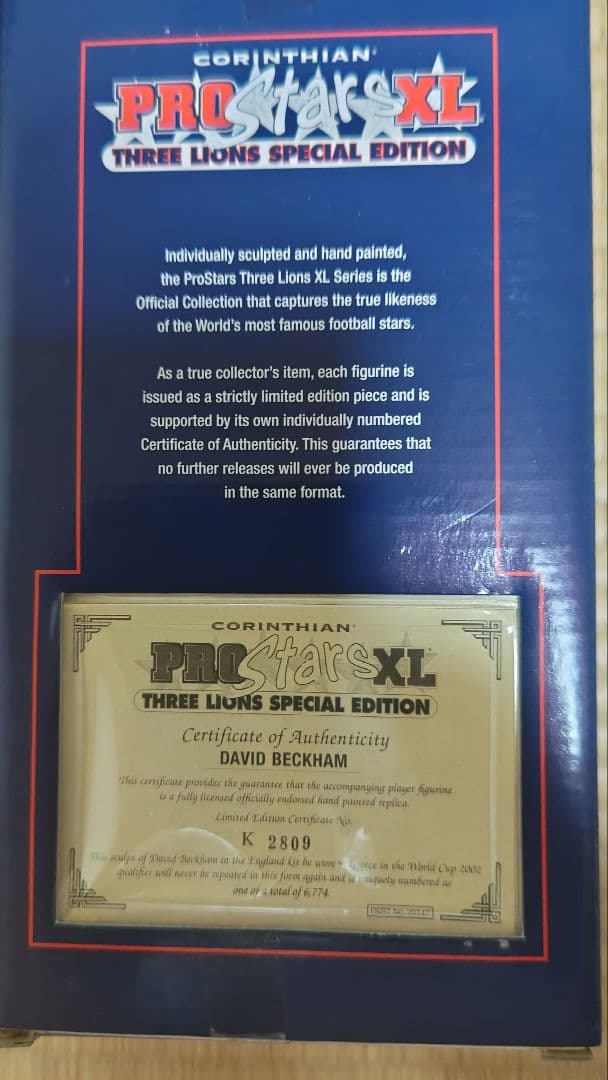 CORINTHIAN
PROStarsXL
THREE LIONS SPECIAL EDITION
Individually sculpted and hand painted,
the ProStars Three Lions XL Series is the
Official Collection that captures the true likeness
of the World's most famous football stars.
As a true collector's item, each figurine is
issued as a strictly limited edition piece and is
supported by its own individually numbered
Certificate of Authenticity. This guarantees that
no further releases will ever be produced
in the same format.
CORINTHIAN
PROStarsXL
THREE LIONS SPECIAL EDITION
Certificate of Authenticity
DAVID BECKHAM
This certificate provides the guarantee that the accompanying player figurine
is a fully licensed officially endorsed hand painted replica.
Limited Edition Certificate No.
K 2809
This sculpt of David Beckham in the England kit he wore Greece in the World Cup 2002
qualifier will never be repeated in this form again and is uniquely numbered as
one of a total of 6,774
PART NO. 20147